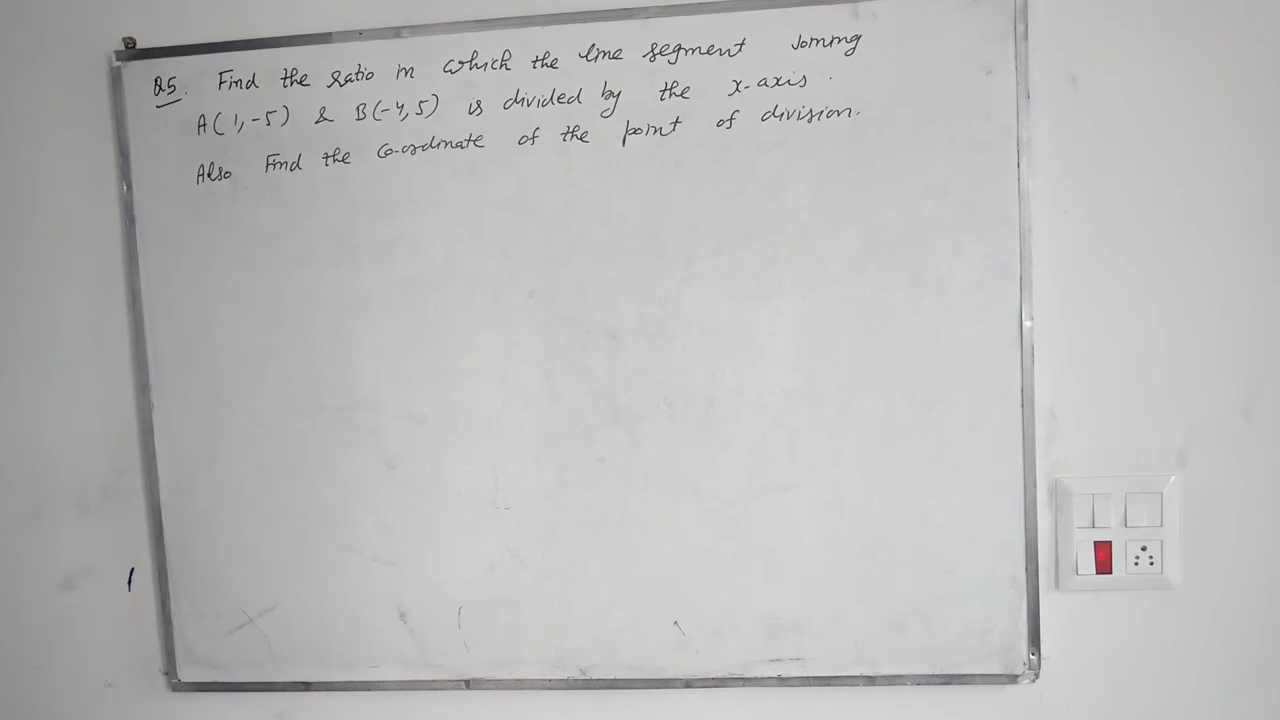 Q5. Find the ratio in which the line segment Joining
A(1,-5) & B(-4,5) is divided by the x-axis.
Also Find the co-ordinate of the point of division.